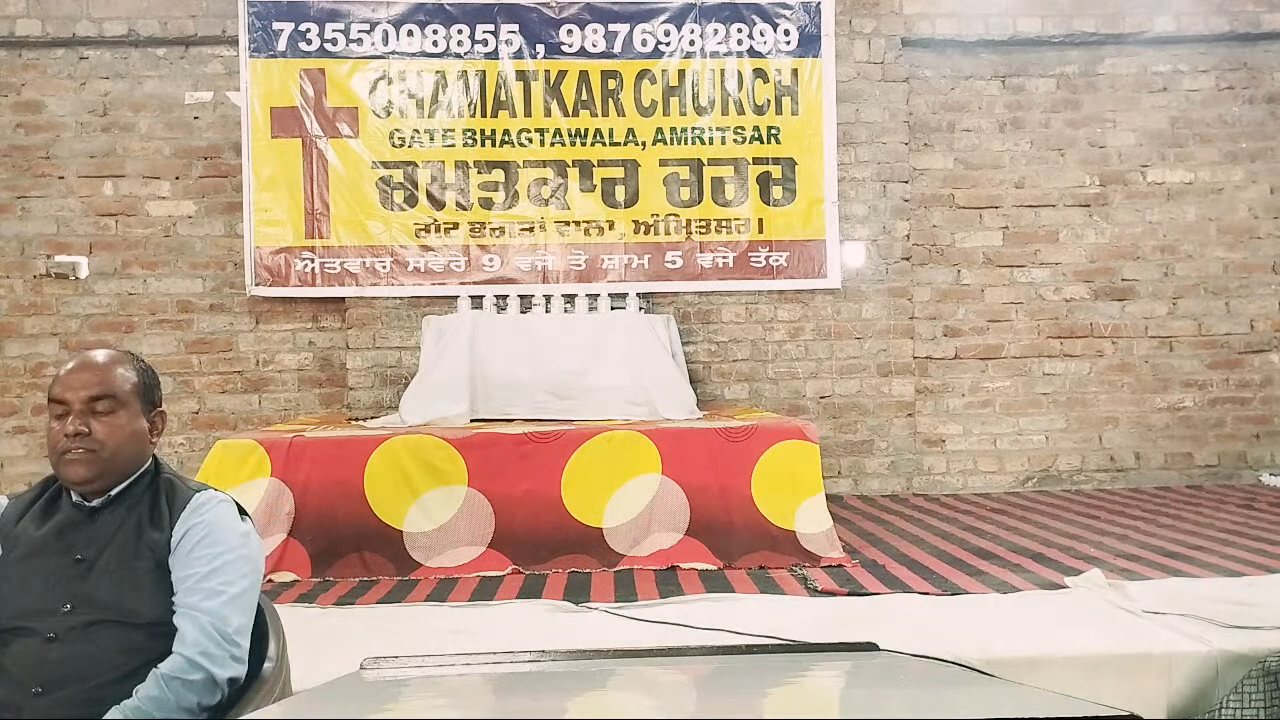 7355008855 , 9876982899
CHAMATKAR CHURCH
GATE BHAGTAWALA, AMRITSAR
ਚਮਤਕਾਰ ਚਰਚ
ਗੇਟ ਭਗਤਾਂ ਵਾਲਾ, ਅੰਮ੍ਰਿਤਸਰ।
ਐਤਵਾਰ ਸਵੇਰੇ 9 ਵਜੇ ਤੋ ਸ਼ਾਮ 5 ਵਜੇ ਤੱਕ